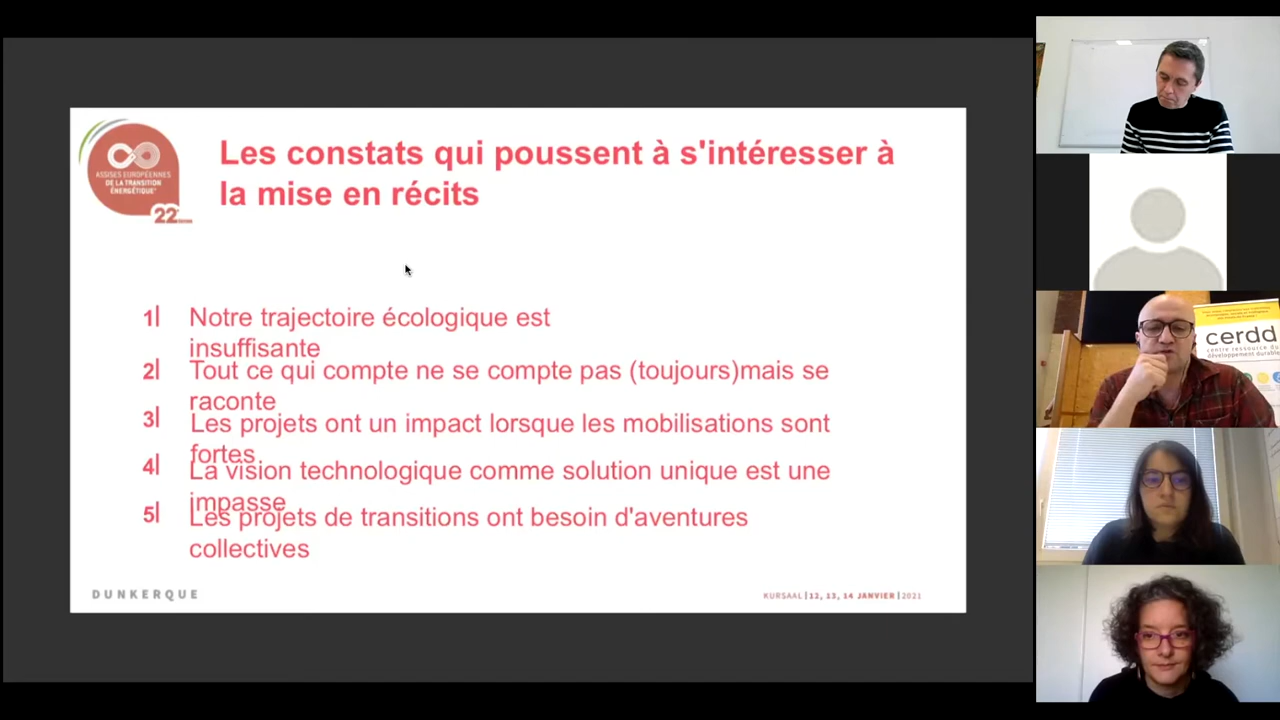 ASSISES EUROPÉENNES
DE LA TRANSITION
ÉNERGÉTIQUE
22e
Les constats qui poussent à s'intéresser à
la mise en récits
1| Notre trajectoire écologique est
insuffisante
2| Tout ce qui compte ne se compte pas (toujours)mais se
raconte
3| Les projets ont un impact lorsque les mobilisations sont
fortes
4| La vision technologique comme solution unique est une
impasse
5| Les projets de transitions ont besoin d'aventures
collectives
DUNKERQUE
KURSAAL|12, 13, 14 JANVIER|2021
cerdd
centre ressource du
développement durable